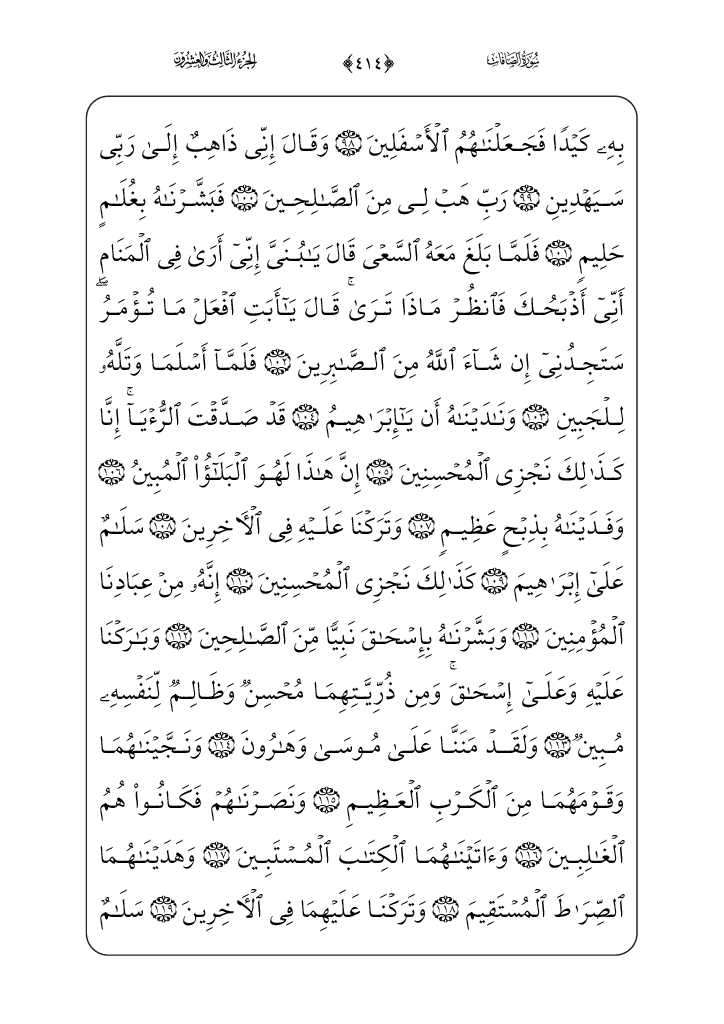 سُورَةُ الصَّافَاتِ ﴿٤١٤﴾ الجُزءُ الثَّالِثُ وَالعِشْرُونَ
بِهِۦ كَيۡدٗا فَجَعَلۡنَٰهُمُ ٱلۡأَسۡفَلِينَ ٩٨ وَقَالَ إِنِّي ذَاهِبٌ إِلَىٰ رَبِّي
سَيَهۡدِينِ ٩٩ رَبِّ هَبۡ لِي مِنَ ٱلصَّٰلِحِينَ ١٠٠ فَبَشَّرۡنَٰهُ بِغُلَٰمٍ
حَلِيمٖ ١٠١ فَلَمَّا بَلَغَ مَعَهُ ٱلسَّعۡيَ قَالَ يَٰبُنَيَّ إِنِّيٓ أَرَىٰ فِي ٱلۡمَنَامِ
أَنِّيٓ أَذۡبَحُكَ فَٱنظُرۡ مَاذَا تَرَىٰۚ قَالَ يَٰٓأَبَتِ ٱفۡعَلۡ مَا تُؤۡمَرُۖ
سَتَجِدُنِيٓ إِن شَآءَ ٱللَّهُ مِنَ ٱلصَّٰبِرِينَ ١٠٢ فَلَمَّآ أَسۡلَمَا وَتَلَّهُۥ
لِلۡجَبِينِ ١٠٣ وَنَٰدَيۡنَٰهُ أَن يَٰٓإِبۡرَٰهِيمُ ١٠٤ قَدۡ صَدَّقۡتَ ٱلرُّءۡيَآۚ إِنَّا
كَذَٰلِكَ نَجۡزِي ٱلۡمُحۡسِنِينَ ١٠٥ إِنَّ هَٰذَا لَهُوَ ٱلۡبَلَٰٓؤُاْ ٱلۡمُبِينُ ١٠٦
وَفَدَيۡنَٰهُ بِذِبۡحٍ عَظِيمٖ ١٠٧ وَتَرَكۡنَا عَلَيۡهِ فِي ٱلۡأٓخِرِينَ ١٠٨ سَلَٰمٌ
عَلَىٰٓ إِبۡرَٰهِيمَ ١٠٩ كَذَٰلِكَ نَجۡزِي ٱلۡمُحۡسِنِينَ ١١٠ إِنَّهُۥ مِنۡ عِبَادِنَا
ٱلۡمُؤۡمِنِينَ ١١١ وَبَشَّرۡنَٰهُ بِإِسۡحَٰقَ نَبِيّٗا مِّنَ ٱلصَّٰلِحِينَ ١١٢ وَبَٰرَكۡنَا
عَلَيۡهِ وَعَلَىٰٓ إِسۡحَٰقَۚ وَمِن ذُرِّيَّتِهِمَا مُحۡسِنٞ وَظَالِمٞ لِّنَفۡسِهِۦ
مُبِينٞ ١١٣ وَلَقَدۡ مَنَنَّا عَلَىٰ مُوسَىٰ وَهَٰرُونَ ١١٤ وَنَجَّيۡنَٰهُمَا
وَقَوۡمَهُمَا مِنَ ٱلۡكَرۡبِ ٱلۡعَظِيمِ ١١٥ وَنَصَرۡنَٰهُمۡ فَكَانُواْ هُمُ
ٱلۡغَٰلِبِينَ ١١٦ وَءَاتَيۡنَٰهُمَا ٱلۡكِتَٰبَ ٱلۡمُسۡتَبِينَ ١١٧ وَهَدَيۡنَٰهُمَا
ٱلصِّرَٰطَ ٱلۡمُسۡتَقِيمَ ١١٨ وَتَرَكۡنَا عَلَيۡهِمَا فِي ٱلۡأٓخِرِينَ ١١٩ سَلَٰمٌ